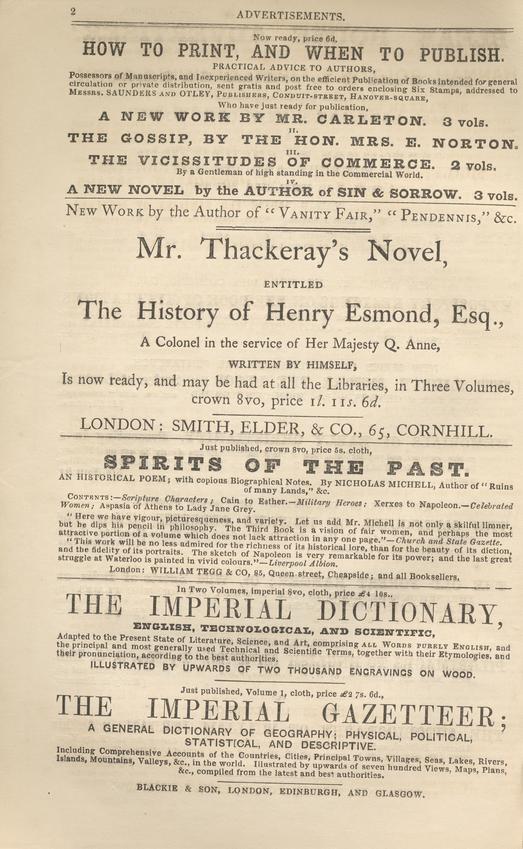 2
ADVERTISEMENTS.
Now ready, price 6d.
HOW TO PRINT, AND WHEN TO PUBLISH.
PRACTICAL ADVICE TO AUTHORS,
Possessors of Manuscripts, and Inexperienced Writers, on the efficient Publication of Books intended for general
circulation or private distribution, sent gratis and post free to orders enclosing Six Stamps, addressed to
MESSRS. SAUNDERS AND OTLEY, PUBLISHERS, CONDUIT-STREET, HANOVER-SQUARE,
Who have just ready for publication,
A NEW WORK BY MR. CARLETON. 3 vols.
II.
THE GOSSIP, BY THE HON. MRS. E. NORTON.
III.
THE VICISSITUDES OF COMMERCE. 2 vols.
By a Gentleman of high standing in the Commercial World.
IV.
A NEW NOVEL by the AUTHOR of SIN & SORROW. 3 vols.
NEW WORK by the Author of "VANITY FAIR," "PENDENNIS," &c.
Mr. Thackeray's Novel,
ENTITLED
The History of Henry Esmond, Esq.,
A Colonel in the service of Her Majesty Q. Anne,
WRITTEN BY HIMSELF,
Is now ready, and may be had at all the Libraries, in Three Volumes,
crown 8vo, price 1l. 11s. 6d.
LONDON: SMITH, ELDER, & CO., 65, CORNHILL.
Just published, crown 8vo, price 5s. cloth,
SPIRITS OF THE PAST.
AN HISTORICAL POEM; with copious Biographical Notes. By NICHOLAS MICHELL, Author of "Ruins
of many Lands," &c.
CONTENTS:—Scripture Characters; Cain to Esther.—Military Heroes; Xerxes to Napoleon.—Celebrated
Women; Aspasia of Athens to Lady Jane Grey.
"Here we have vigour, picturesqueness, and variety. Let us add Mr. Michell is not only a skilful limner,
but he dips his pencil in philosophy. The Third Book is a vision of fair women, and perhaps the most
attractive portion of a volume which does not lack attraction in any one page."—Church and State Gazette.
"This work will be no less admired for the richness of its historical lore, than for the beauty of its diction,
and the fidelity of its portraits. The sketch of Napoleon is very remarkable for its power; and the last great
struggle at Waterloo is painted in vivid colours."—Liverpool Albion.
London: WILLIAM TEGG & CO, 85, Queen-street, Cheapside; and all Booksellers.
In Two Volumes, imperial 8vo, cloth, price £4 10s.,
THE IMPERIAL DICTIONARY,
ENGLISH, TECHNOLOGICAL, AND SCIENTIFIC,
Adapted to the Present State of Literature, Science, and Art, comprising ALL WORDS PURELY ENGLISH, and
the principal and most generally used Technical and Scientific Terms, together with their Etymologies, and
their pronunciation, according to the best authorities.
ILLUSTRATED BY UPWARDS OF TWO THOUSAND ENGRAVINGS ON WOOD.
Just published, Volume 1, cloth, price £2 7s. 6d.,
THE IMPERIAL GAZETTEER;
A GENERAL DICTIONARY OF GEOGRAPHY; PHYSICAL, POLITICAL,
STATISTICAL, AND DESCRIPTIVE.
Including Comprehensive Accounts of the Countries, Cities, Principal Towns, Villages, Seas, Lakes, Rivers,
Islands, Mountains, Valleys, &c., in the world. Illustrated by upwards of seven hundred Views, Maps, Plans,
&c., compiled from the latest and best authorities.
BLACKIE & SON, LONDON, EDINBURGH, AND GLASGOW.